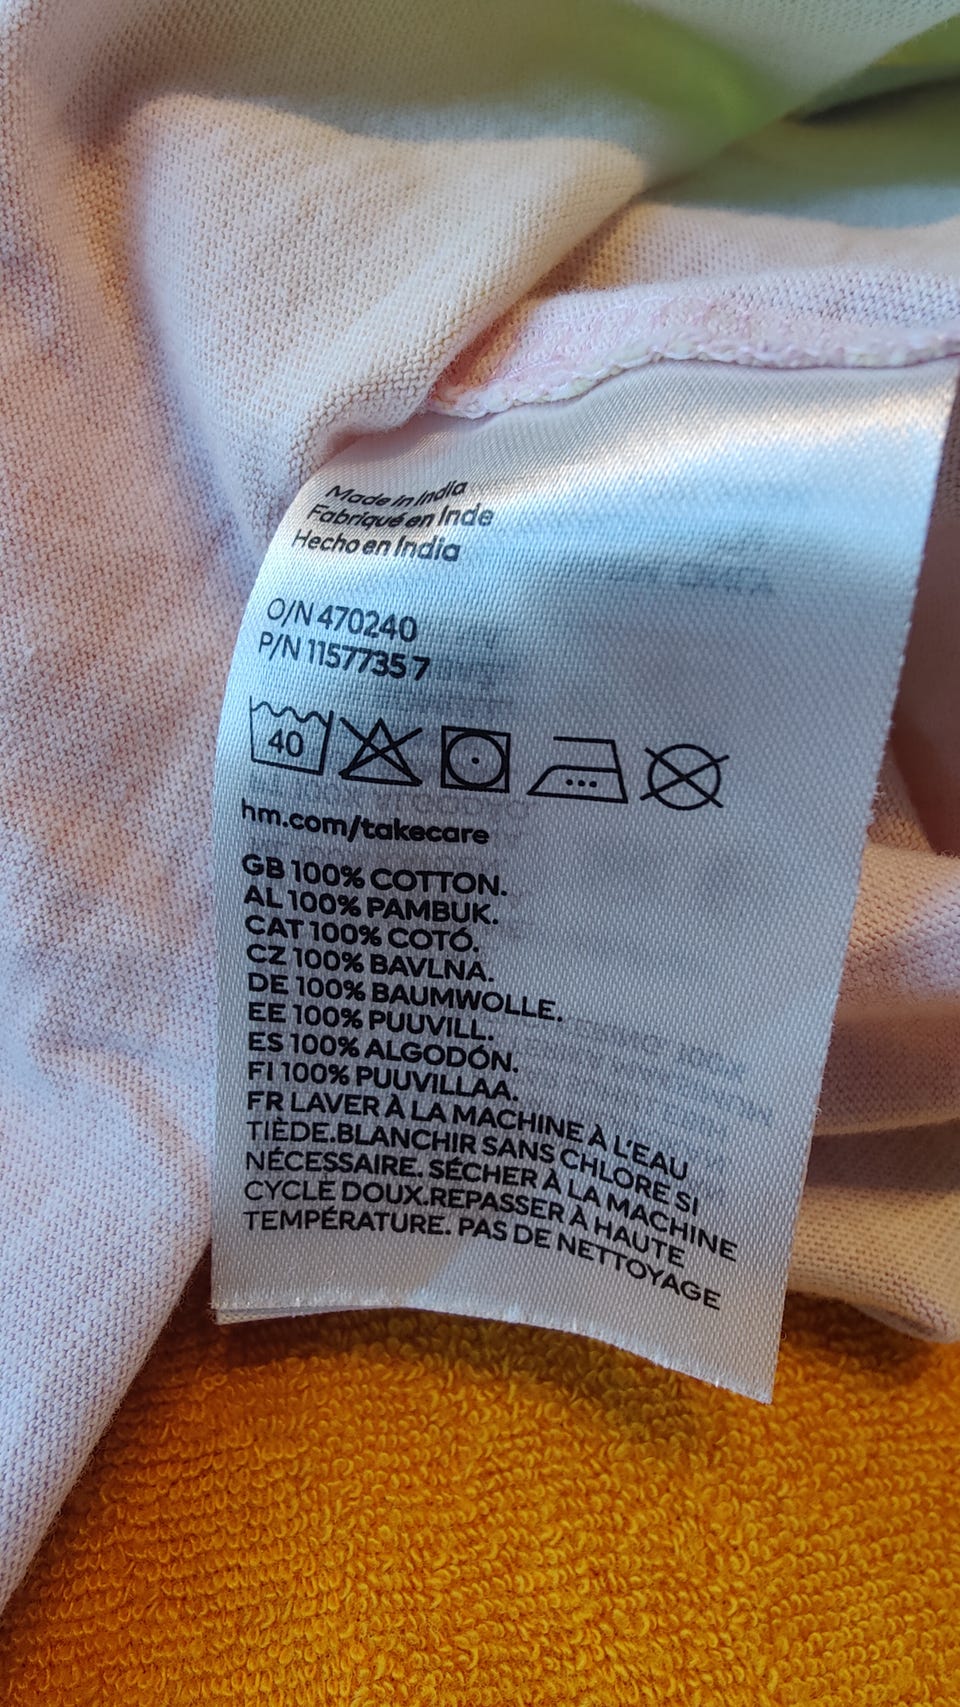 Made in India
Fabriqué en Inde
Hecho en India
O/N 470240
P/N 1157735 7
40
hm.com/takecare
GB 100% COTTON.
AL 100% PAMBUK.
CAT 100% COTÓ.
CZ 100% BAVLNA.
DE 100% BAUMWOLLE.
EE 100% PUUVILL.
ES 100% ALGODÓN.
FI 100% PUUVILLAA.
FR LAVER À LA MACHINE À L'EAU
TIÈDE.BLANCHIR SANS CHLORE SI
NÉCESSAIRE. SÉCHER À LA MACHINE
CYCLE DOUX.REPASSER À HAUTE
TEMPÉRATURE. PAS DE NETTOYAGE